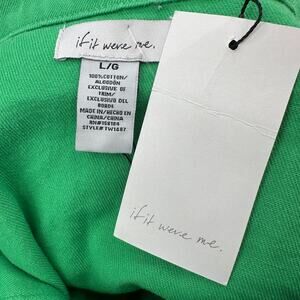 if it were me.
L/G
100%COTTON/
ALGODÓN
EXCLUSIVE OF
TRIM/
EXCLUSIVO DEL
BORDE
MADE IN/HECHO EN
CHINA/CHINA
RN#158184
STYLE#TW1687
if it were me.